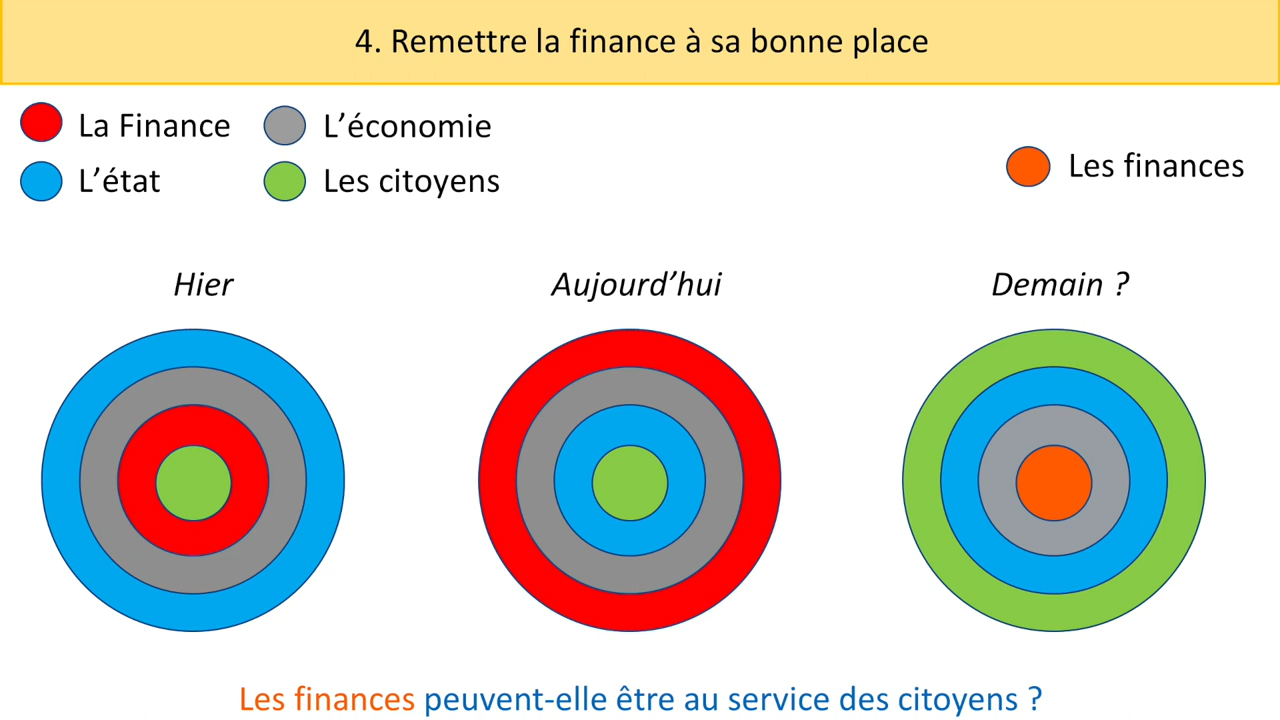 4. Remettre la finance à sa bonne place
La Finance
L’économie
L’état
Les citoyens
Les finances
Hier
Aujourd’hui
Demain ?
Les finances peuvent-elle être au service des citoyens ?